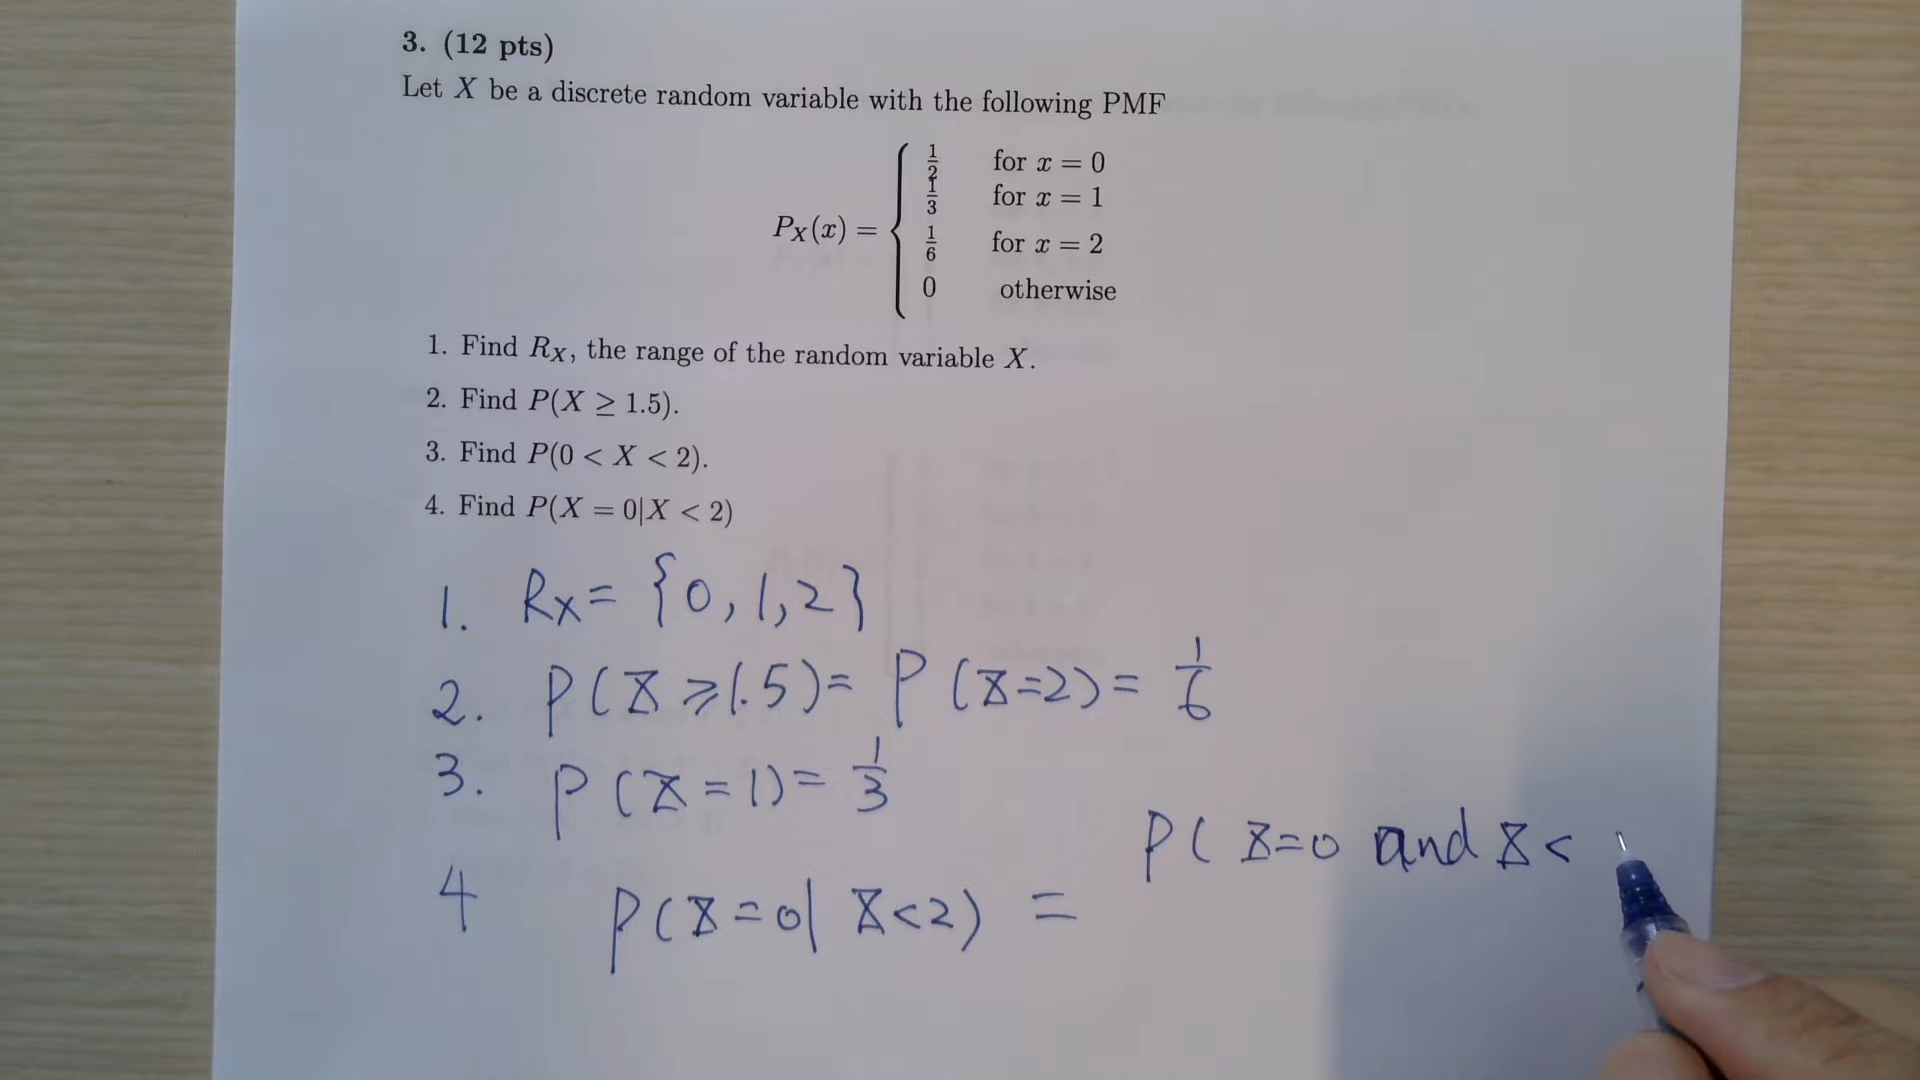 3. (12 pts)
Let X be a discrete random variable with the following PMF
1/2 for x = 0
1/3 for x = 1
P_X(x) = {
1/6 for x = 2
0 otherwise
1. Find R_X, the range of the random variable X.
2. Find P(X ≥ 1.5).
3. Find P(0 < X < 2).
4. Find P(X = 0|X < 2)
1. Rx = {0, 1, 2}
2. P(X ≥ 1.5) = P(X=2) = 1/6
3. P(X=1) = 1/3
P(X=0 and X<
4 P(X=0| X<2) =